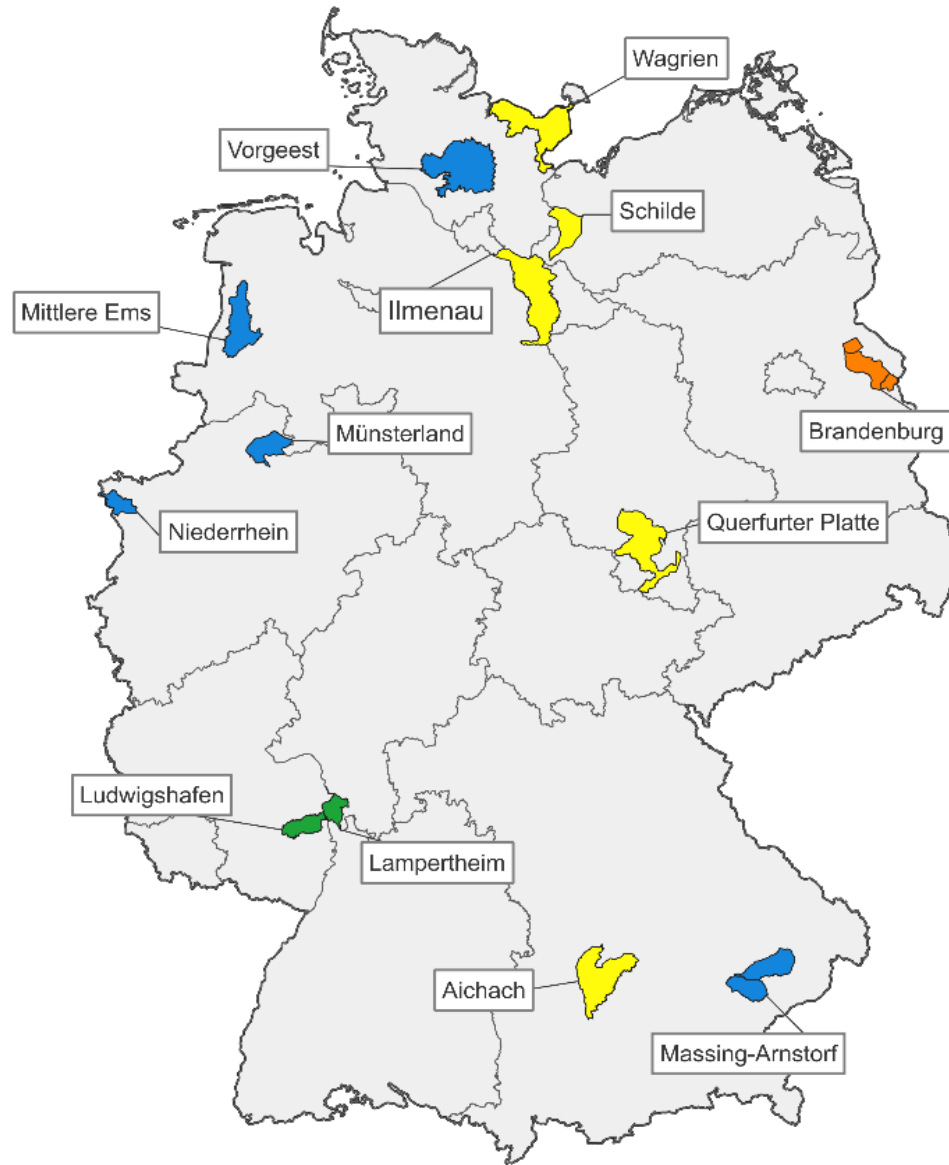 Wagrien
Vorgeest
Schilde
Mittlere Ems
Ilmenau
Brandenburg
Münsterland
Querfurter Platte
Niederrhein
Ludwigshafen
Lampertheim
Aichach
Massing-Arnstorf